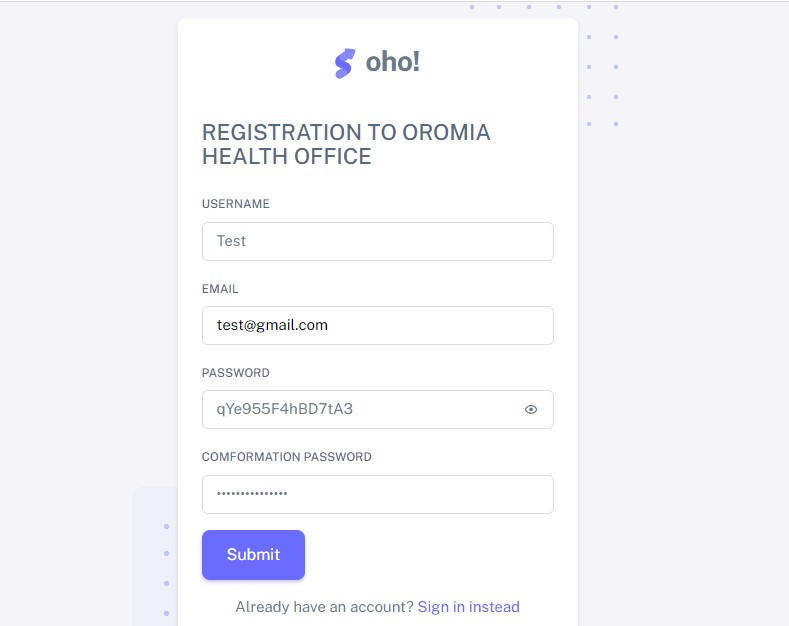 oho!
REGISTRATION TO OROMIA
HEALTH OFFICE
USERNAME
Test
EMAIL
test@gmail.com
PASSWORD
qYe955F4hBD7tA3
COMFORMATION PASSWORD
•••••••••••••••
Submit
Already have an account? Sign in instead